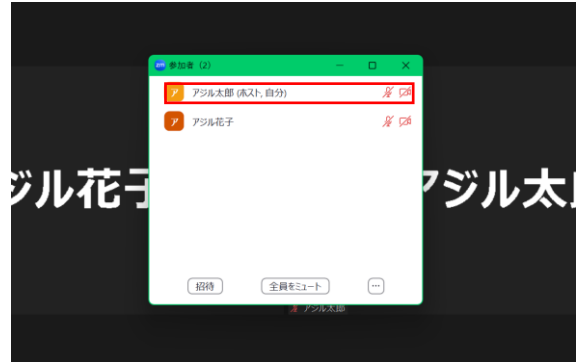 参加者 (2)
ア アジル太郎 (ホスト, 自分)
ア アジル花子
ジル花子
アジル太
招待
全員をミュート
...
アジル太郎